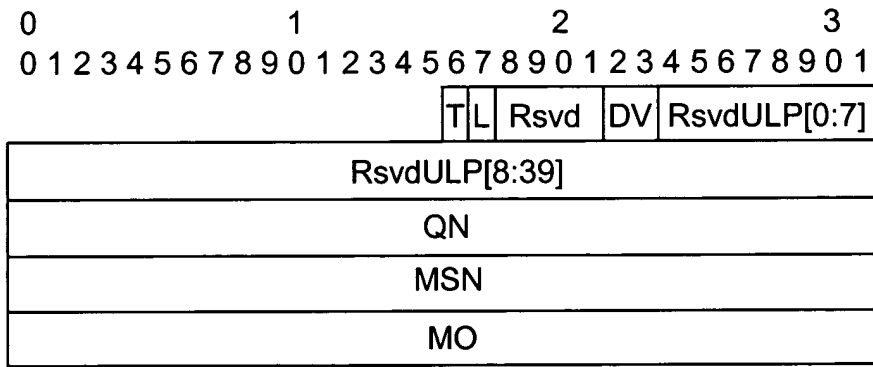 0 1 2 3
0 1 2 3 4 5 6 7 8 9 0 1 2 3 4 5 6 7 8 9 0 1 2 3 4 5 6 7 8 9 0 1
T L Rsvd DV RsvdULP[0:7]
RsvdULP[8:39]
QN
MSN
MO